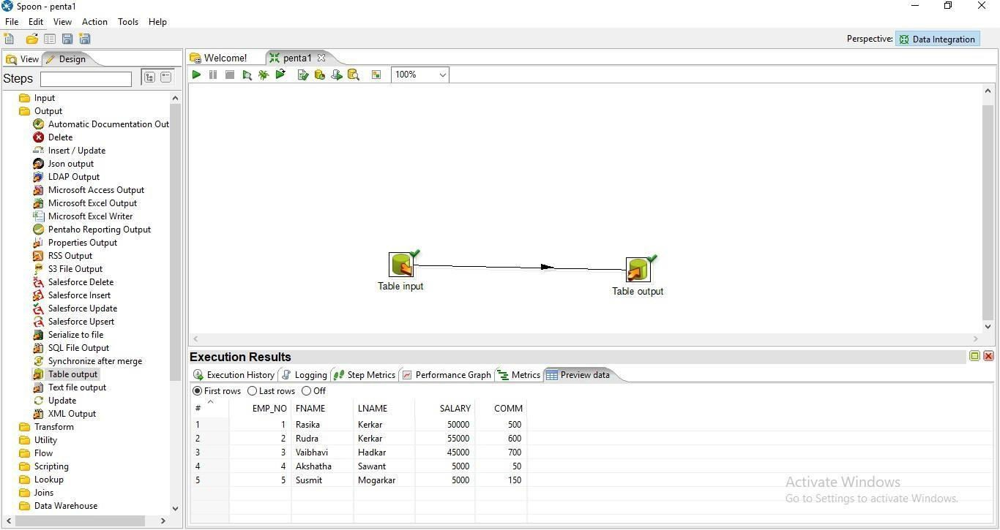 Spoon - penta1
File Edit View Action Tools Help
Perspective: Data Integration
View Design
Steps
Input
Output
Automatic Documentation Out
Delete
Insert / Update
Json output
LDAP Output
Microsoft Access Output
Microsoft Excel Output
Microsoft Excel Writer
Pentaho Reporting Output
Properties Output
RSS Output
S3 File Output
Salesforce Delete
Salesforce Insert
Salesforce Update
Salesforce Upsert
Serialize to file
SQL File Output
Synchronize after merge
Table output
Text file output
Update
XML Output
Transform
Utility
Flow
Scripting
Lookup
Joins
Data Warehouse
Welcome! penta1
100%
Table input
Table output
Execution Results
Execution History Logging Step Metrics Performance Graph Metrics Preview data
First rows Last rows Off
# EMP_NO FNAME LNAME SALARY COMM
1 1 Rasika Kerkar 50000 500
2 2 Rudra Kerkar 55000 600
3 3 Vaibhavi Hadkar 45000 700
4 4 Akshatha Sawant 5000 50
5 5 Susmit Mogarkar 5000 150
Activate Windows
Go to Settings to activate Windows.